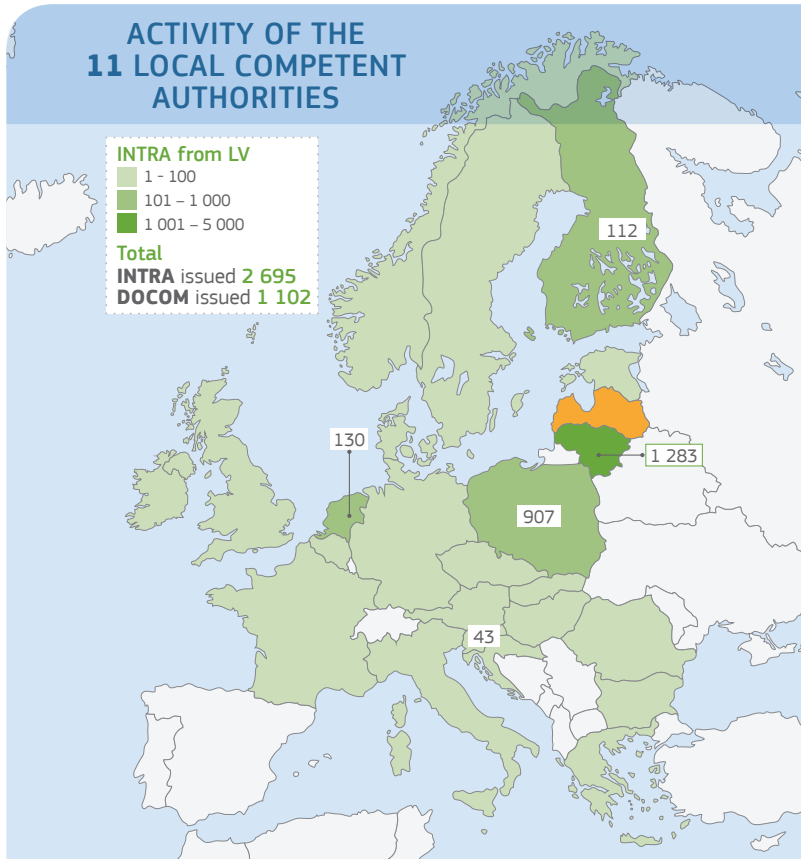 ACTIVITY OF THE
11 LOCAL COMPETENT
AUTHORITIES
INTRA from LV
1 - 100
101 – 1 000
1 001 – 5 000
Total
INTRA issued 2 695
DOCOM issued 1 102
112
130
1 283
907
43